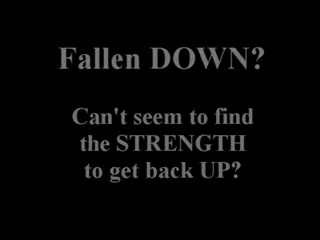 Fallen DOWN?
Can't seem to find
the STRENGTH
to get back UP?